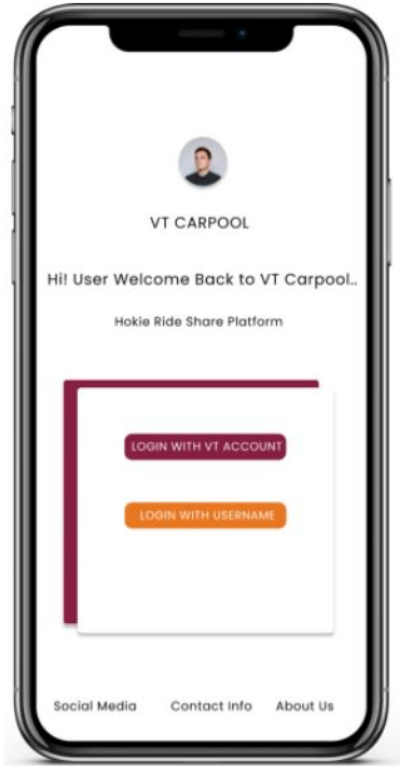 VT CARPOOL
Hi! User Welcome Back to VT Carpool..
Hokie Ride Share Platform
LOGIN WITH VT ACCOUNT
LOGIN WITH USERNAME
Social Media Contact Info About Us